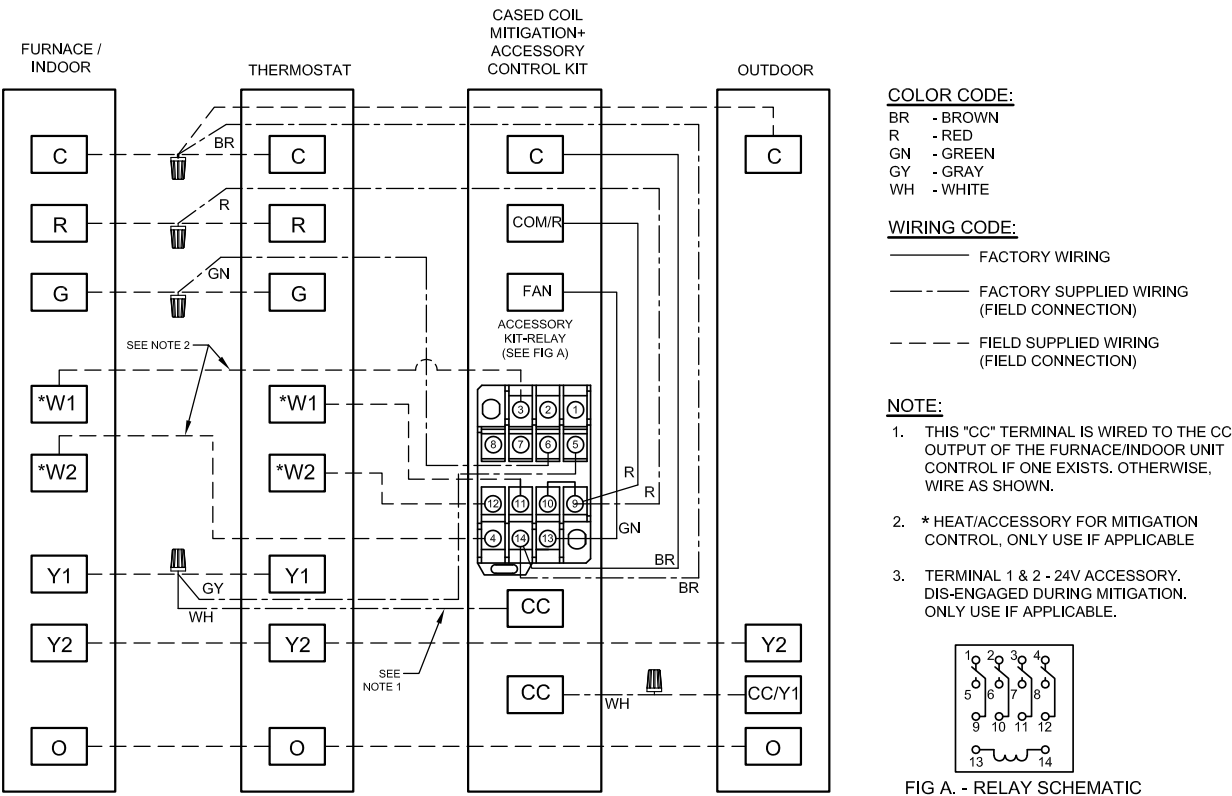 CASED COIL
MITIGATION+
ACCESSORY
CONTROL KIT
FURNACE /
INDOOR
THERMOSTAT
OUTDOOR
C
BR
C
C
C
R
R
R
COM/R
G
GN
G
FAN
ACCESSORY
KIT-RELAY
(SEE FIG A)
SEE NOTE 2
*W1
*W1
3
2
1
8
7
6
5
*W2
*W2
R
R
12
11
10
9
GN
4
14
13
BR
BR
Y1
GY
Y1
WH
CC
Y2
Y2
Y2
SEE
NOTE 1
CC
WH
CC/Y1
O
O
O
COLOR CODE:
BR - BROWN
R - RED
GN - GREEN
GY - GRAY
WH - WHITE
WIRING CODE:
FACTORY WIRING
FACTORY SUPPLIED WIRING
(FIELD CONNECTION)
FIELD SUPPLIED WIRING
(FIELD CONNECTION)
NOTE:
1. THIS "CC" TERMINAL IS WIRED TO THE CC
OUTPUT OF THE FURNACE/INDOOR UNIT
CONTROL IF ONE EXISTS. OTHERWISE,
WIRE AS SHOWN.
2. * HEAT/ACCESSORY FOR MITIGATION
CONTROL, ONLY USE IF APPLICABLE
3. TERMINAL 1 & 2 - 24V ACCESSORY.
DIS-ENGAGED DURING MITIGATION.
ONLY USE IF APPLICABLE.
1 2 3 4
5 6 7 8
9 10 11 12
13 14
FIG A. - RELAY SCHEMATIC